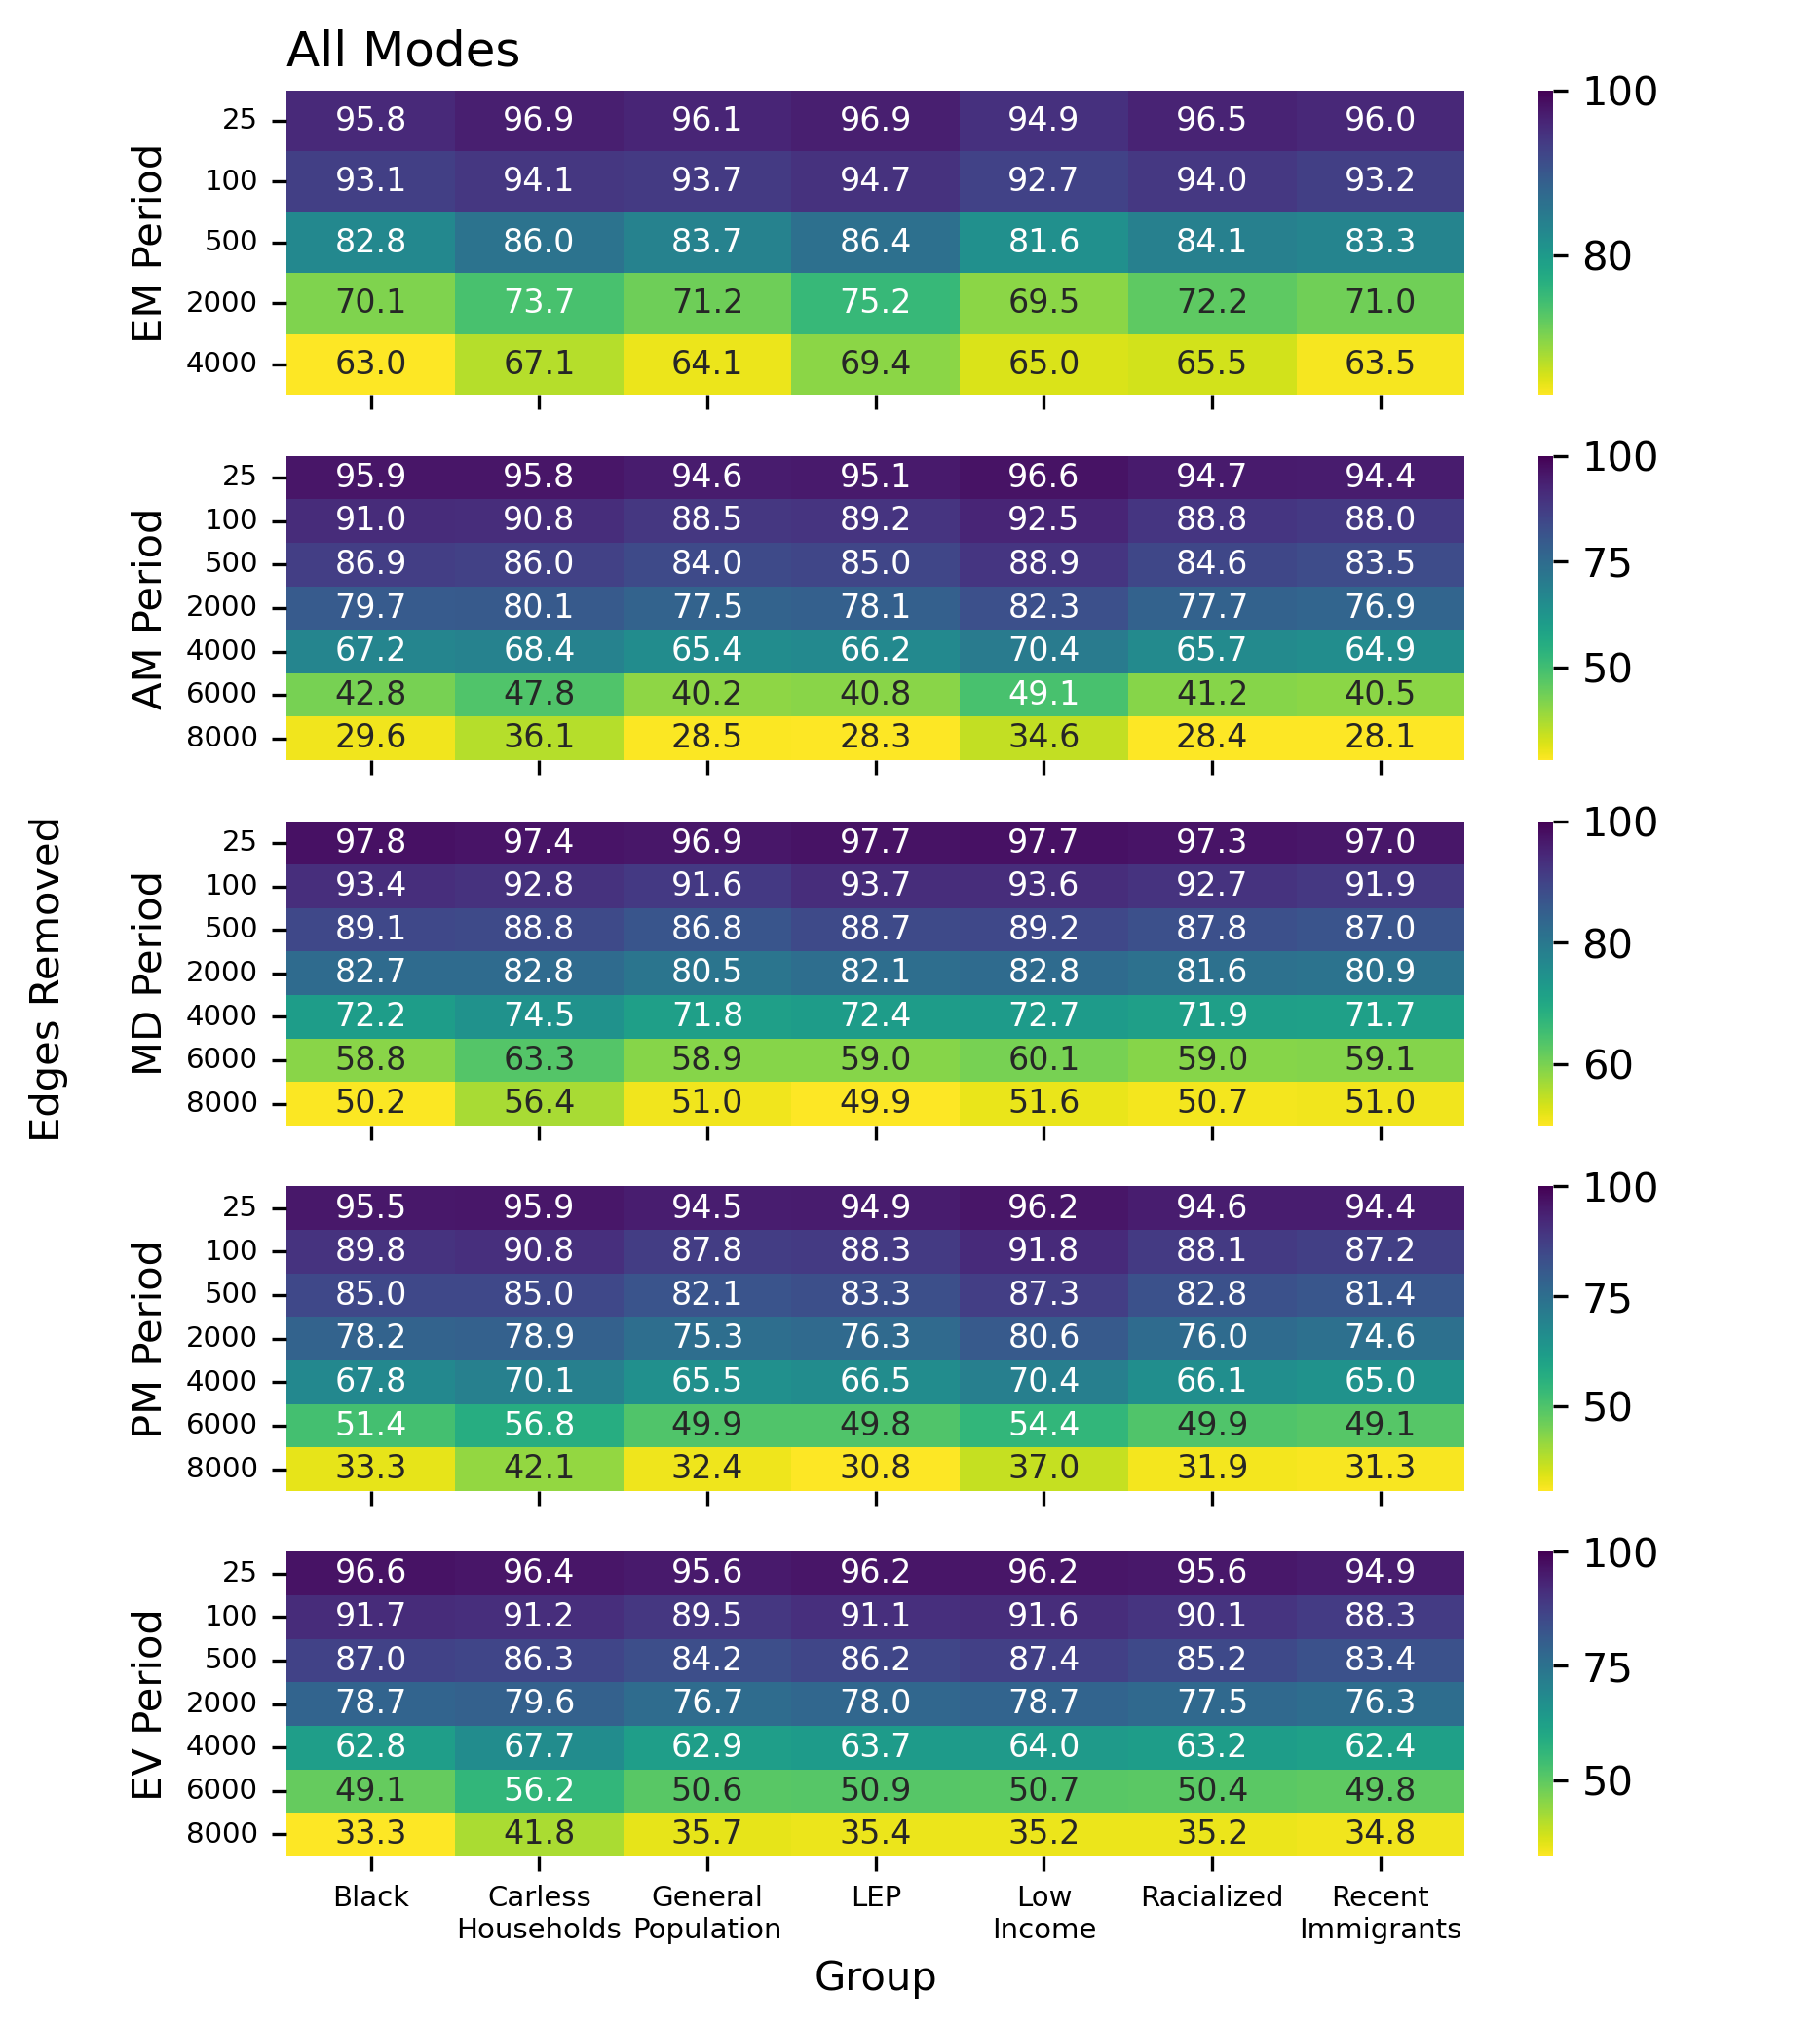 All Modes
EM Period
25 95.8 96.9 96.1 96.9 94.9 96.5 96.0
100 93.1 94.1 93.7 94.7 92.7 94.0 93.2
500 82.8 86.0 83.7 86.4 81.6 84.1 83.3
2000 70.1 73.7 71.2 75.2 69.5 72.2 71.0
4000 63.0 67.1 64.1 69.4 65.0 65.5 63.5
100
80
AM Period
25 95.9 95.8 94.6 95.1 96.6 94.7 94.4
100 91.0 90.8 88.5 89.2 92.5 88.8 88.0
500 86.9 86.0 84.0 85.0 88.9 84.6 83.5
2000 79.7 80.1 77.5 78.1 82.3 77.7 76.9
4000 67.2 68.4 65.4 66.2 70.4 65.7 64.9
6000 42.8 47.8 40.2 40.8 49.1 41.2 40.5
8000 29.6 36.1 28.5 28.3 34.6 28.4 28.1
100
75
50
Edges Removed
MD Period
25 97.8 97.4 96.9 97.7 97.7 97.3 97.0
100 93.4 92.8 91.6 93.7 93.6 92.7 91.9
500 89.1 88.8 86.8 88.7 89.2 87.8 87.0
2000 82.7 82.8 80.5 82.1 82.8 81.6 80.9
4000 72.2 74.5 71.8 72.4 72.7 71.9 71.7
6000 58.8 63.3 58.9 59.0 60.1 59.0 59.1
8000 50.2 56.4 51.0 49.9 51.6 50.7 51.0
100
80
60
PM Period
25 95.5 95.9 94.5 94.9 96.2 94.6 94.4
100 89.8 90.8 87.8 88.3 91.8 88.1 87.2
500 85.0 85.0 82.1 83.3 87.3 82.8 81.4
2000 78.2 78.9 75.3 76.3 80.6 76.0 74.6
4000 67.8 70.1 65.5 66.5 70.4 66.1 65.0
6000 51.4 56.8 49.9 49.8 54.4 49.9 49.1
8000 33.3 42.1 32.4 30.8 37.0 31.9 31.3
100
75
50
EV Period
25 96.6 96.4 95.6 96.2 96.2 95.6 94.9
100 91.7 91.2 89.5 91.1 91.6 90.1 88.3
500 87.0 86.3 84.2 86.2 87.4 85.2 83.4
2000 78.7 79.6 76.7 78.0 78.7 77.5 76.3
4000 62.8 67.7 62.9 63.7 64.0 63.2 62.4
6000 49.1 56.2 50.6 50.9 50.7 50.4 49.8
8000 33.3 41.8 35.7 35.4 35.2 35.2 34.8
100
75
50
Black Carless General LEP Low Racialized Recent
Households Population Income Immigrants
Group